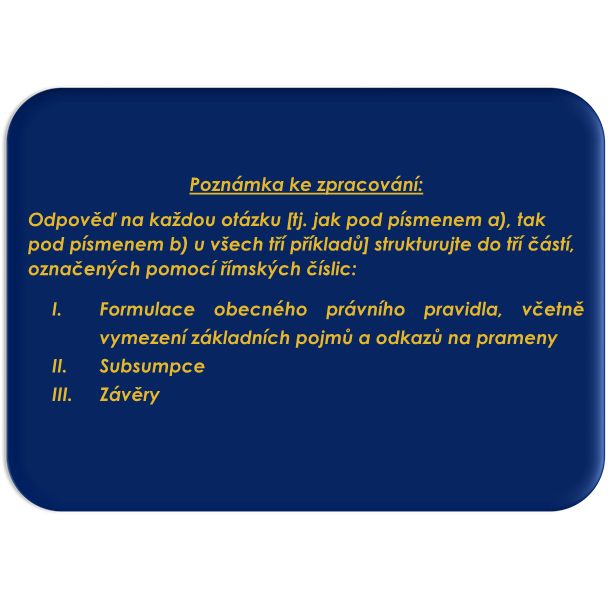 Poznámka ke zpracování:
Odpověď na každou otázku [tj. jak pod písmenem a), tak
pod písmenem b) u všech tří příkladů] strukturujte do tří částí,
označených pomocí římských číslic:
I. Formulace obecného právního pravidla, včetně
vymezení základních pojmů a odkazů na prameny
II. Subsumpce
III. Závěry